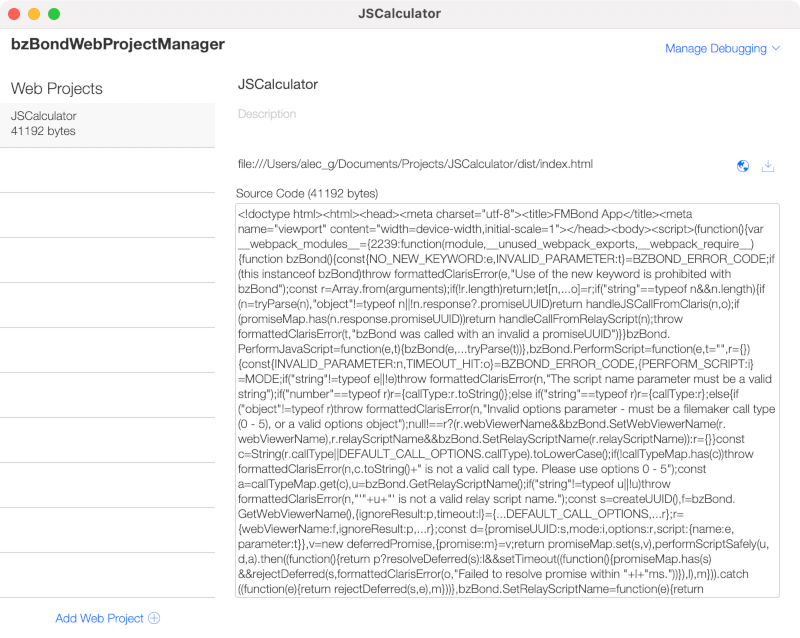 JSCalculator
bzBondWebProjectManager
Manage Debugging
Web Projects
JSCalculator
41192 bytes
JSCalculator
Description
file:///Users/alec_g/Documents/Projects/JSCalculator/dist/index.html
Source Code (41192 bytes)
<!doctype html><html><head><meta charset="utf-8"><title>FMBond App</title><meta
name="viewport" content="width=device-width,initial-scale=1"></head><body><script>(function(){var
__webpack_modules__={2239:function(module,__unused_webpack_exports,__webpack_require__)
{function bzBond(){const{NO_NEW_KEYWORD:e,INVALID_PARAMETER:t}=BZBOND_ERROR_CODE;if
(this instanceof bzBond)throw formattedClarisError(e,"Use of the new keyword is prohibited with
bzBond");const r=Array.from(arguments);if(!r.length)return;let[n,...o]=r;if("string"==typeof n&&n.length){if
(n=tryParse(n),"object"!=typeof n||!n.response?.promiseUUID)return handleJSCallFromClaris(n,o);if
(promiseMap.has(n.response.promiseUUID))return handleCallFromRelayScript(n);throw
formattedClarisError(t,"bzBond was called with an invalid a promiseUUID")}}bzBond.
PerformJavaScript=function(e,t){bzBond(e,...tryParse(t))},bzBond.PerformScript=function(e,t="",r={})
{const{INVALID_PARAMETER:n,TIMEOUT_HIT:o}=BZBOND_ERROR_CODE,{PERFORM_SCRIPT:i}
=MODE;if("string"!=typeof e||!e)throw formattedClarisError(n,"The script name parameter must be a valid
string");if("number"==typeof r)r={callType:r.toString()};else if("string"==typeof r)r={callType:r};else{if
("object"!=typeof r)throw formattedClarisError(n,"Invalid options parameter - must be a filemaker call type
(0 - 5), or a valid options object");null!==r?(r.webViewerName&&bzBond.SetWebViewerName(r.
webViewerName),r.relayScriptName&&bzBond.SetRelayScriptName(r.relayScriptName)):r={}}const
c=String(r.callType||DEFAULT_CALL_OPTIONS.callType).toLowerCase();if(!callTypeMap.has(c))throw
formattedClarisError(n,c.toString()+" is not a valid call type. Please use options 0 - 5");const
a=callTypeMap.get(c),u=bzBond.GetRelayScriptName();if("string"!=typeof u||!u)throw
formattedClarisError(n,"'"+u+"' is not a valid relay script name.");const s=createUUID(),f=bzBond.
GetWebViewerName(),{ignoreResult:p,timeout:l}={...DEFAULT_CALL_OPTIONS,...r};r=
{webViewerName:f,ignoreResult:p,...r};const d={promiseUUID:s,mode:i,options:r,script:{name:e,
parameter:t}},v=new deferredPromise,{promise:m}=v;return promiseMap.set(s,v),performScriptSafely(u,
d,a).then((function(){return p?resolveDeferred(s):l&&setTimeout((function(){promiseMap.has(s)
&&rejectDeferred(s,formattedClarisError(o,"Failed to resolve promise within "+l+"ms."))}),l),m})).catch
((function(e){return rejectDeferred(s,e),m}))},bzBond.SetRelayScriptName=function(e){return
Add Web Project